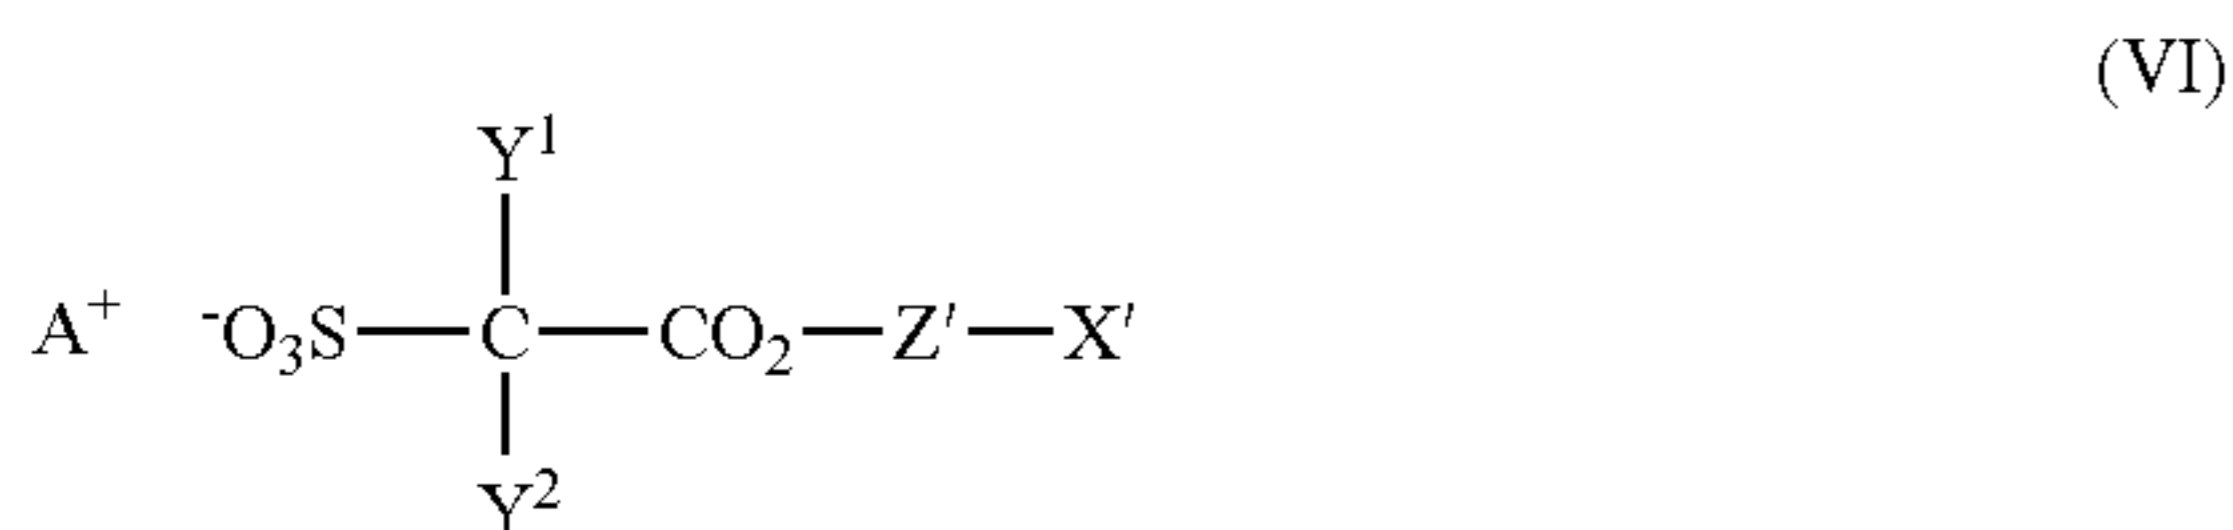 (VI)
Y¹
A⁺ ⁻O₃S—C—CO₂—Z′—X′
Y²